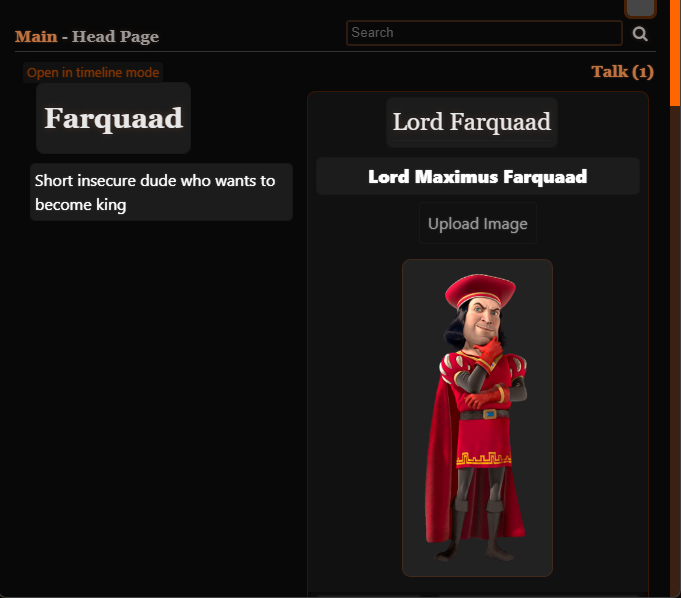 Main - Head Page
Search
Open in timeline mode
Talk (1)
Farquaad
Short insecure dude who wants to
become king
Lord Farquaad
Lord Maximus Farquaad
Upload Image